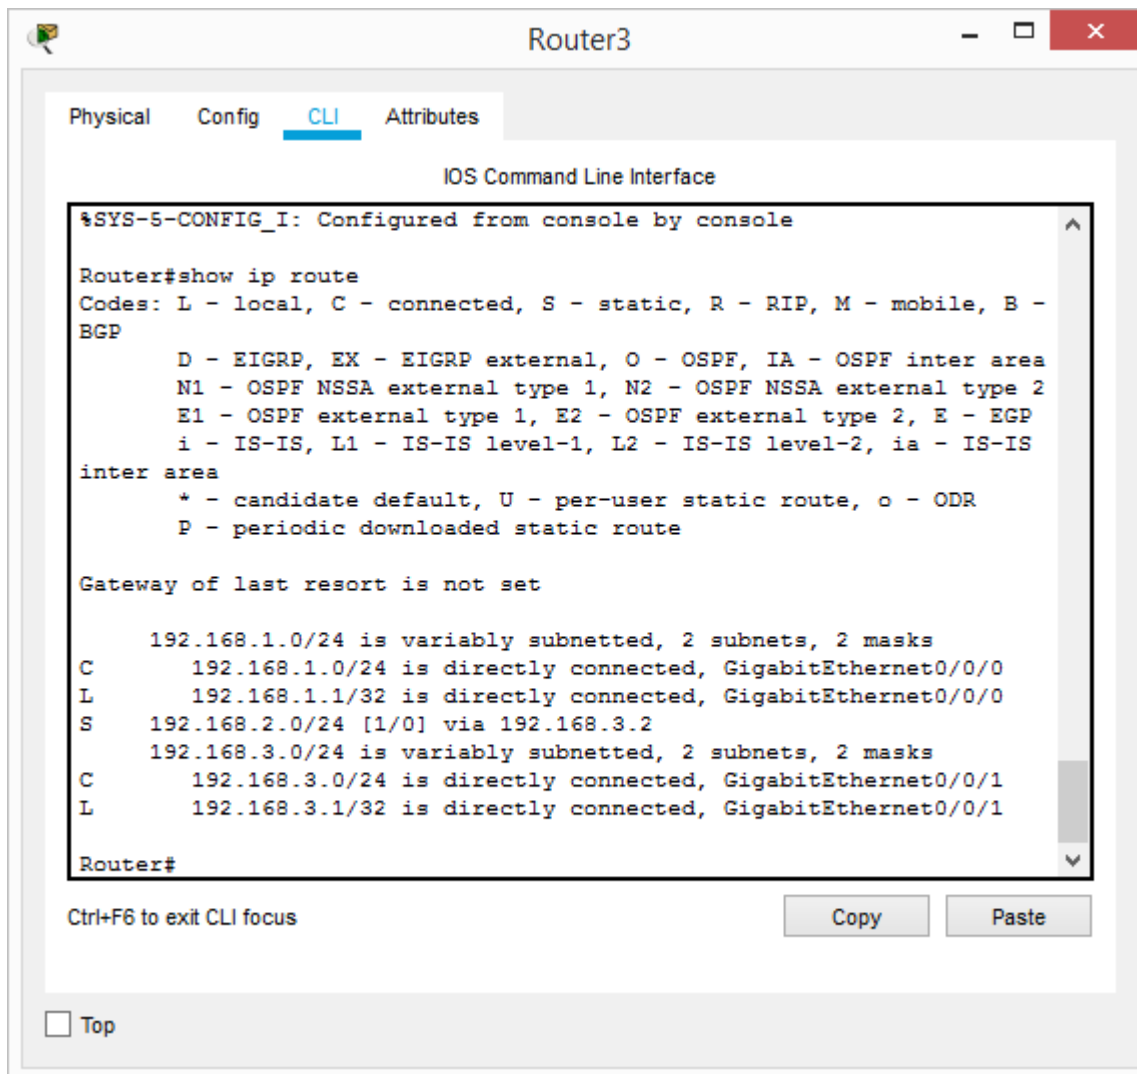 Router3
Physical Config CLI Attributes
IOS Command Line Interface
%SYS-5-CONFIG_I: Configured from console by console
Router#show ip route
Codes: L - local, C - connected, S - static, R - RIP, M - mobile, B -
BGP
D - EIGRP, EX - EIGRP external, O - OSPF, IA - OSPF inter area
N1 - OSPF NSSA external type 1, N2 - OSPF NSSA external type 2
E1 - OSPF external type 1, E2 - OSPF external type 2, E - EGP
i - IS-IS, L1 - IS-IS level-1, L2 - IS-IS level-2, ia - IS-IS
inter area
* - candidate default, U - per-user static route, o - ODR
P - periodic downloaded static route
Gateway of last resort is not set
192.168.1.0/24 is variably subnetted, 2 subnets, 2 masks
C 192.168.1.0/24 is directly connected, GigabitEthernet0/0/0
L 192.168.1.1/32 is directly connected, GigabitEthernet0/0/0
S 192.168.2.0/24 [1/0] via 192.168.3.2
192.168.3.0/24 is variably subnetted, 2 subnets, 2 masks
C 192.168.3.0/24 is directly connected, GigabitEthernet0/0/1
L 192.168.3.1/32 is directly connected, GigabitEthernet0/0/1
Router#
Ctrl+F6 to exit CLI focus Copy Paste
Top